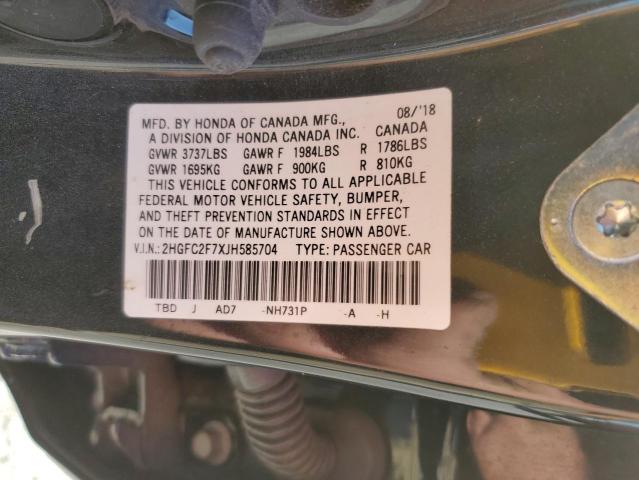 MFD. BY HONDA OF CANADA MFG., 08/'18
A DIVISION OF HONDA CANADA INC. CANADA
GVWR 3737LBS GAWR F 1984LBS R 1786LBS
GVWR 1695KG GAWR F 900KG R 810KG
THIS VEHICLE CONFORMS TO ALL APPLICABLE
FEDERAL MOTOR VEHICLE SAFETY, BUMPER,
AND THEFT PREVENTION STANDARDS IN EFFECT
ON THE DATE OF MANUFACTURE SHOWN ABOVE.
V.I.N.: 2HGFC2F7XJH585704 TYPE: PASSENGER CAR
TBD J AD7 -NH731P -A -H